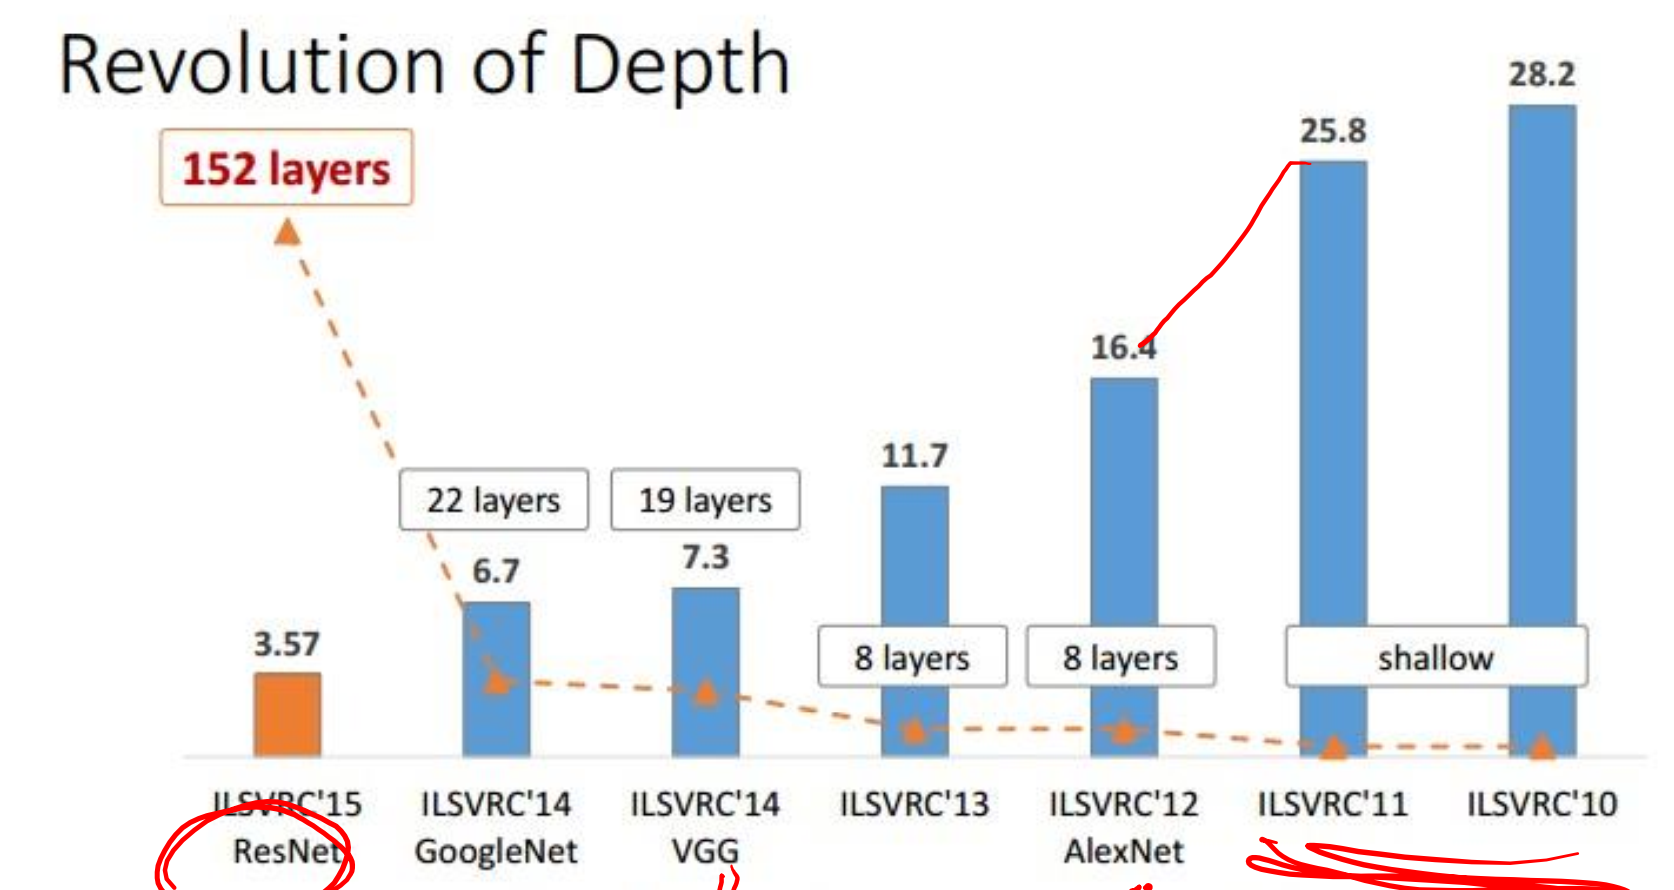 Revolution of Depth
28.2
25.8
152 layers
16.4
11.7
22 layers
19 layers
7.3
6.7
3.57
8 layers
8 layers
shallow
ILSVRC'15
ResNet
ILSVRC'14
GoogleNet
ILSVRC'14
VGG
ILSVRC'13
ILSVRC'12
AlexNet
ILSVRC'11
ILSVRC'10